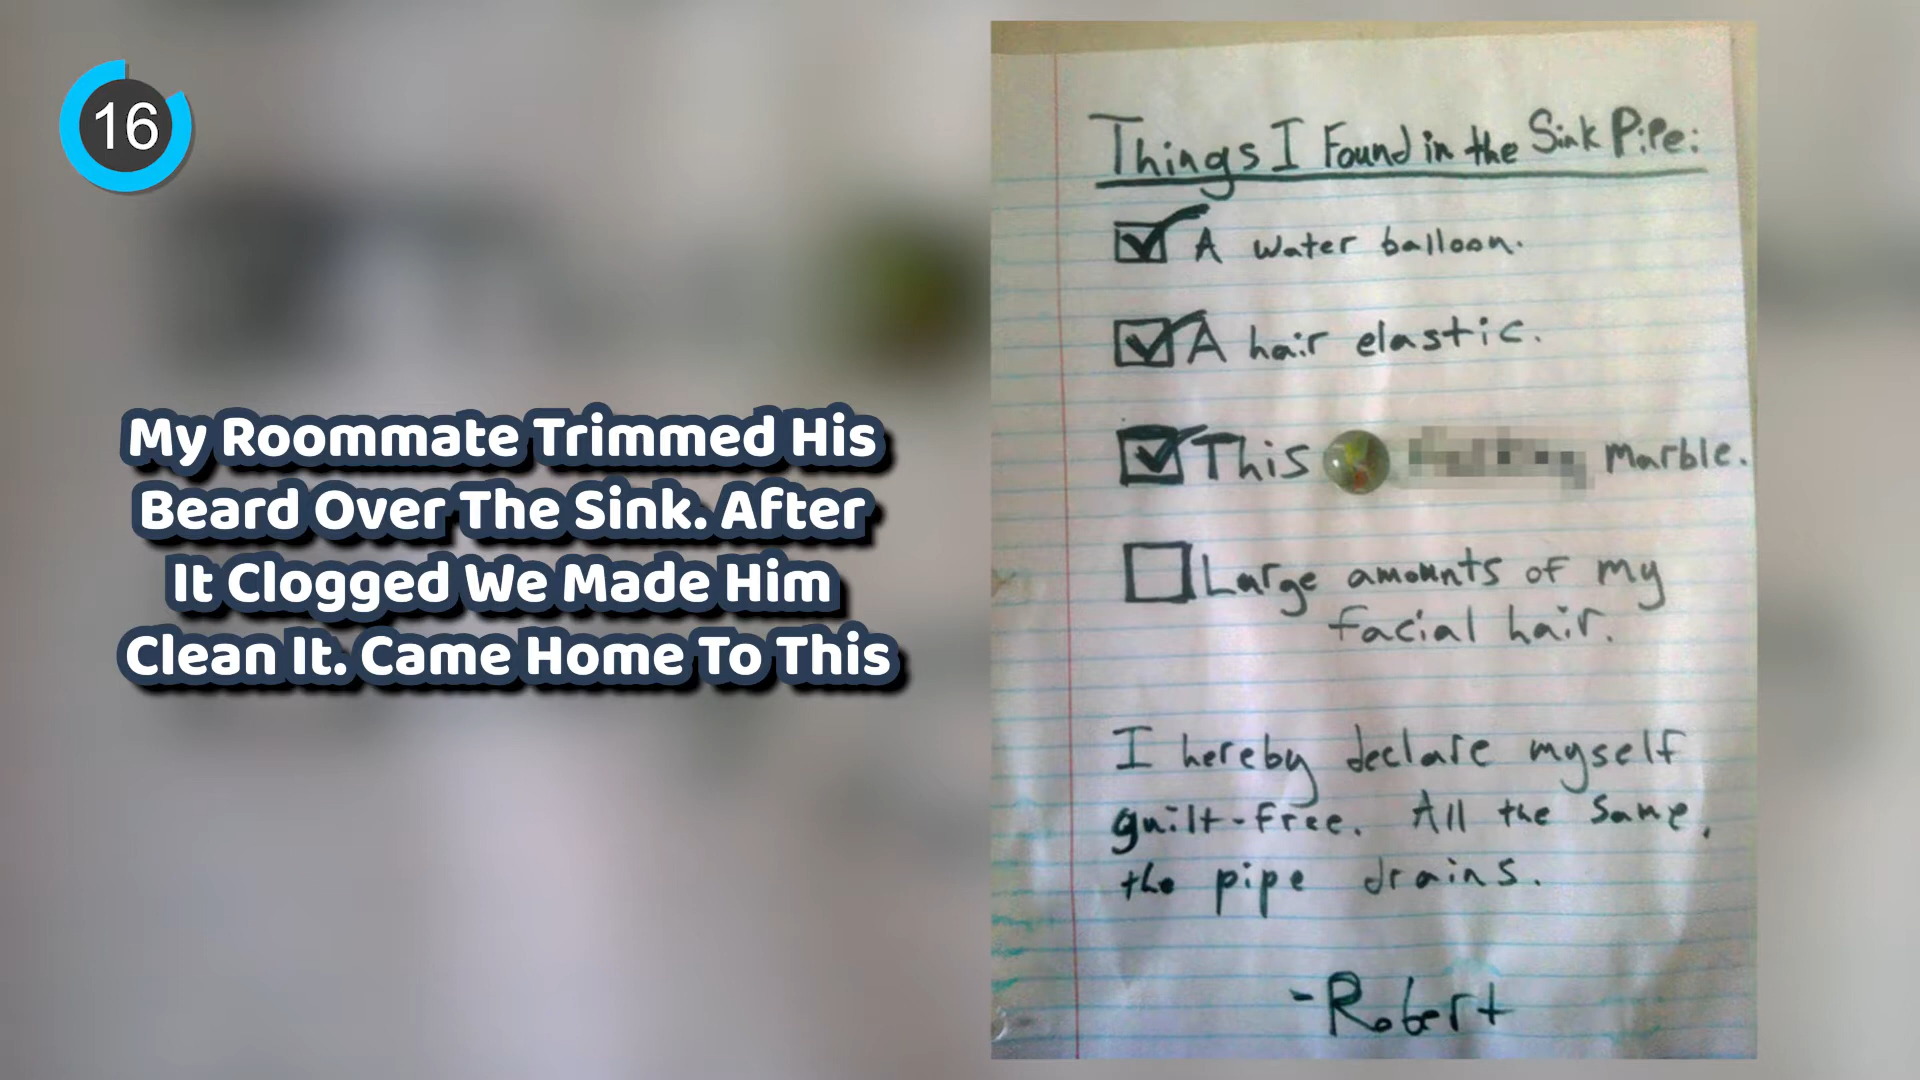 16
My Roommate Trimmed His
Beard Over The Sink. After
It Clogged We Made Him
Clean It. Came Home To This
Things I Found in the Sink Pipe:
A water balloon.
A hair elastic.
This marble.
Large amounts of my
facial hair.
I hereby declare myself
guilt-free. All the same,
the pipe drains.
-Robert